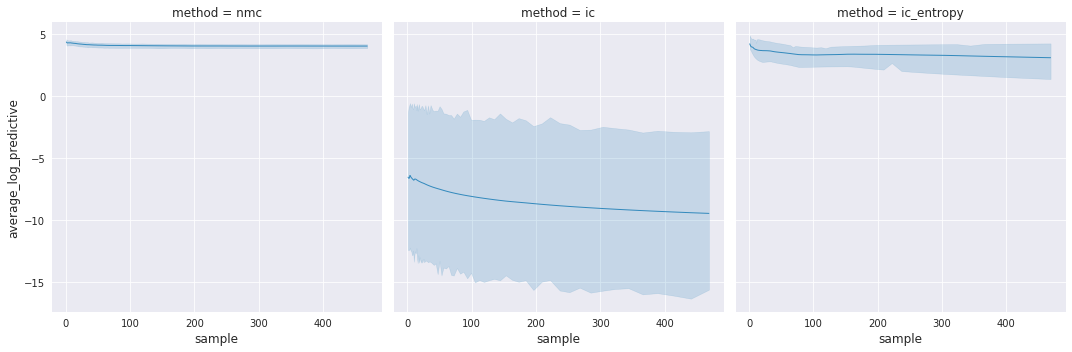 method = nmc
method = ic
method = ic_entropy
average_log_predictive
5
0
−5
−10
−15
0 100 200 300 400
0 100 200 300 400
0 100 200 300 400
sample
sample
sample